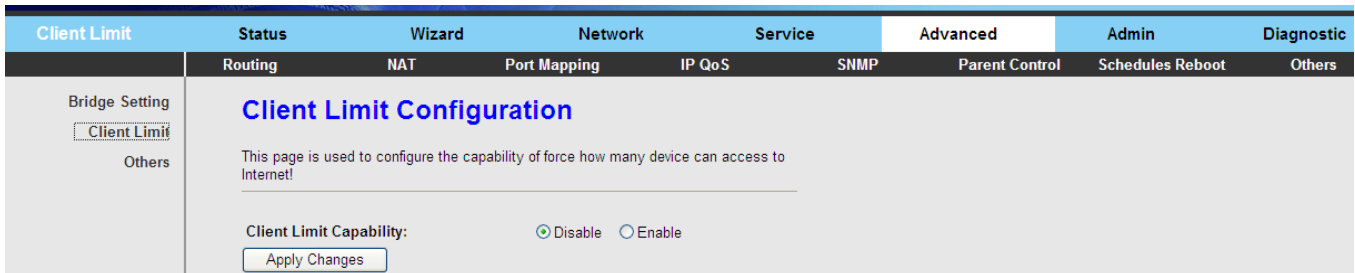 Client Limit Status Wizard Network Service Advanced Admin Diagnostic
Routing NAT Port Mapping IP QoS SNMP Parent Control Schedules Reboot Others
Bridge Setting
Client Limit
Others
Client Limit Configuration
This page is used to configure the capability of force how many device can access to
Internet!
Client Limit Capability: Disable Enable
Apply Changes